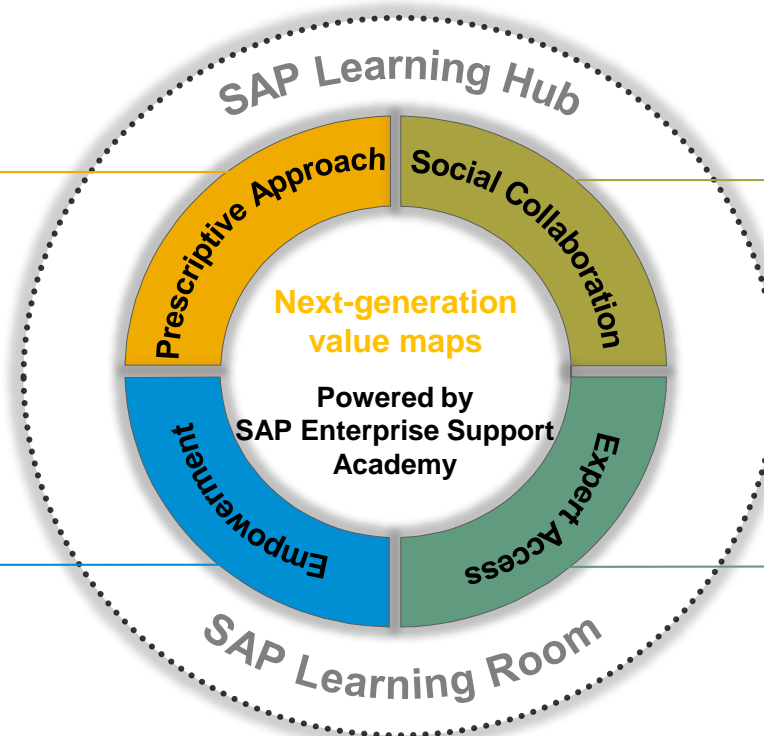 SAP Learning Hub
Prescriptive Approach
Social Collaboration
Next-generation
value maps
Powered by
SAP Enterprise Support
Academy
Empowerment
Expert Access
SAP Learning Room